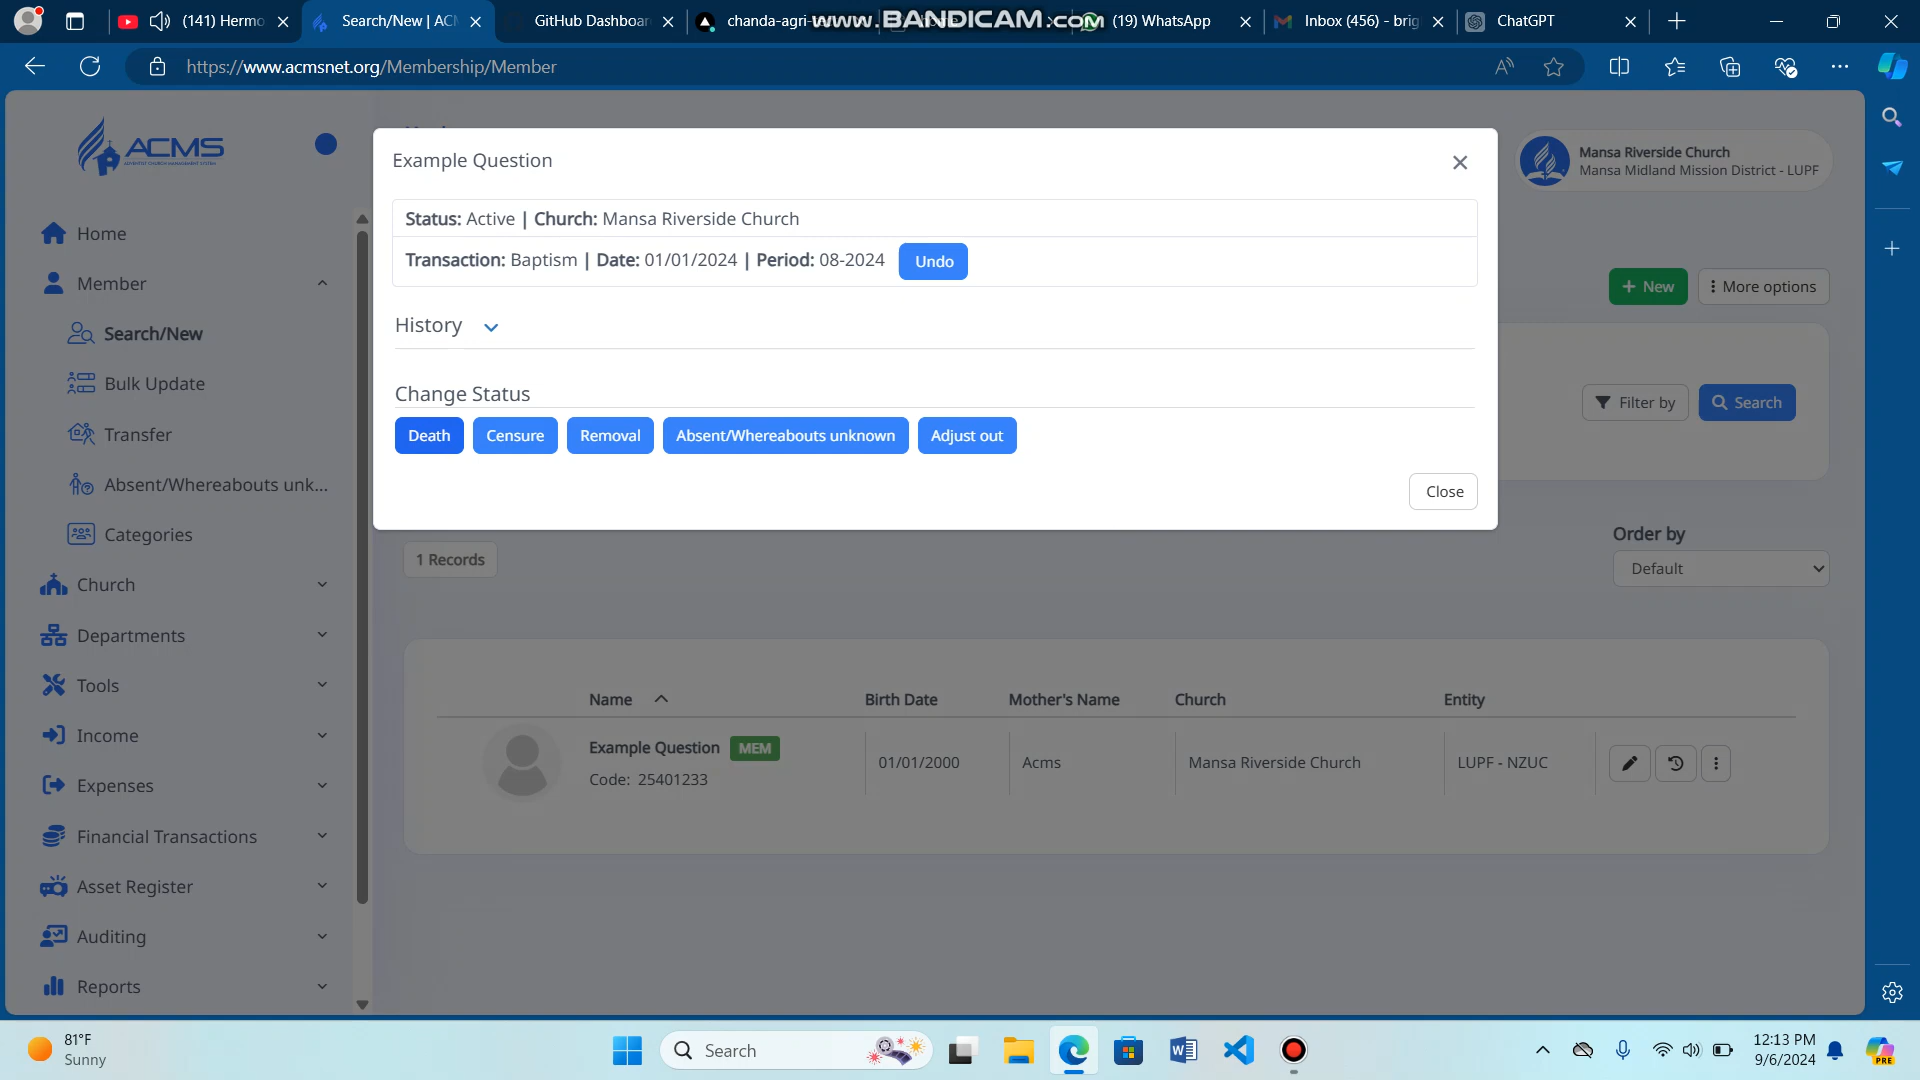 (141) Hermo
Search/New | AC
GitHub Dashboar
chanda-agri-
www.BANDICAM.com
(19) WhatsApp
Inbox (456) - brig
ChatGPT
https://www.acmsnet.org/Membership/Member
ACMS
ADVENTIST CHURCH MANAGEMENT SYSTEM
Mansa Riverside Church
Mansa Midland Mission District - LUPF
Home
Member
Search/New
Bulk Update
Transfer
Absent/Whereabouts unk...
Categories
Church
Departments
Tools
Income
Expenses
Financial Transactions
Asset Register
Auditing
Reports
Example Question
Status: Active | Church: Mansa Riverside Church
Transaction: Baptism | Date: 01/01/2024 | Period: 08-2024 Undo
History
Change Status
Death Censure Removal Absent/Whereabouts unknown Adjust out
Close
+ New More options
Filter by Search
Order by
Default
1 Records
Name Birth Date Mother's Name Church Entity
Example Question MEM
Code: 25401233
01/01/2000 Acms Mansa Riverside Church LUPF - NZUC
81°F
Sunny
Search
12:13 PM
9/6/2024
PRE